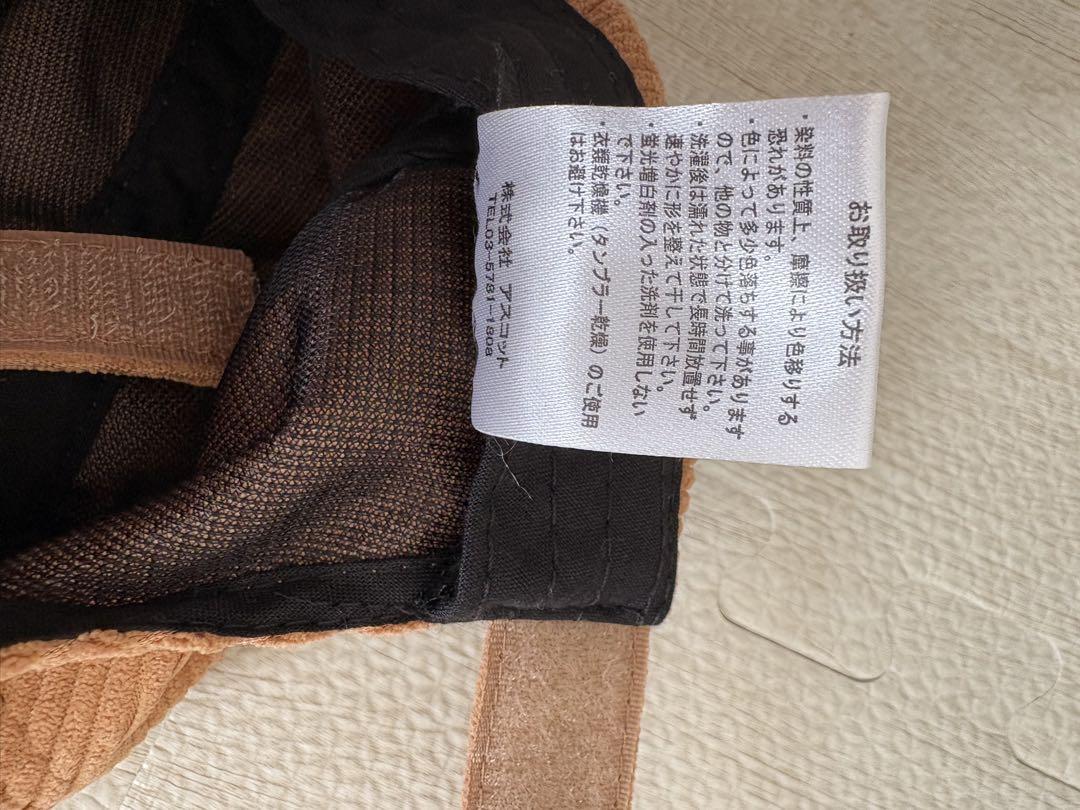 お取り扱い方法
・染料の性質上、摩擦により色移りする
恐れがあります。
・色によって多少色落ちする事があります
ので、他の物と分けて洗って下さい。
・洗濯後は濡れた状態で長時間放置せず
速やかに形を整えて干して下さい。
・蛍光増白剤の入った洗剤を使用しない
で下さい。
・衣類乾燥機（タンブラー乾燥）のご使用
はお避け下さい。
株式会社 アスコット
TEL03-5781-1808